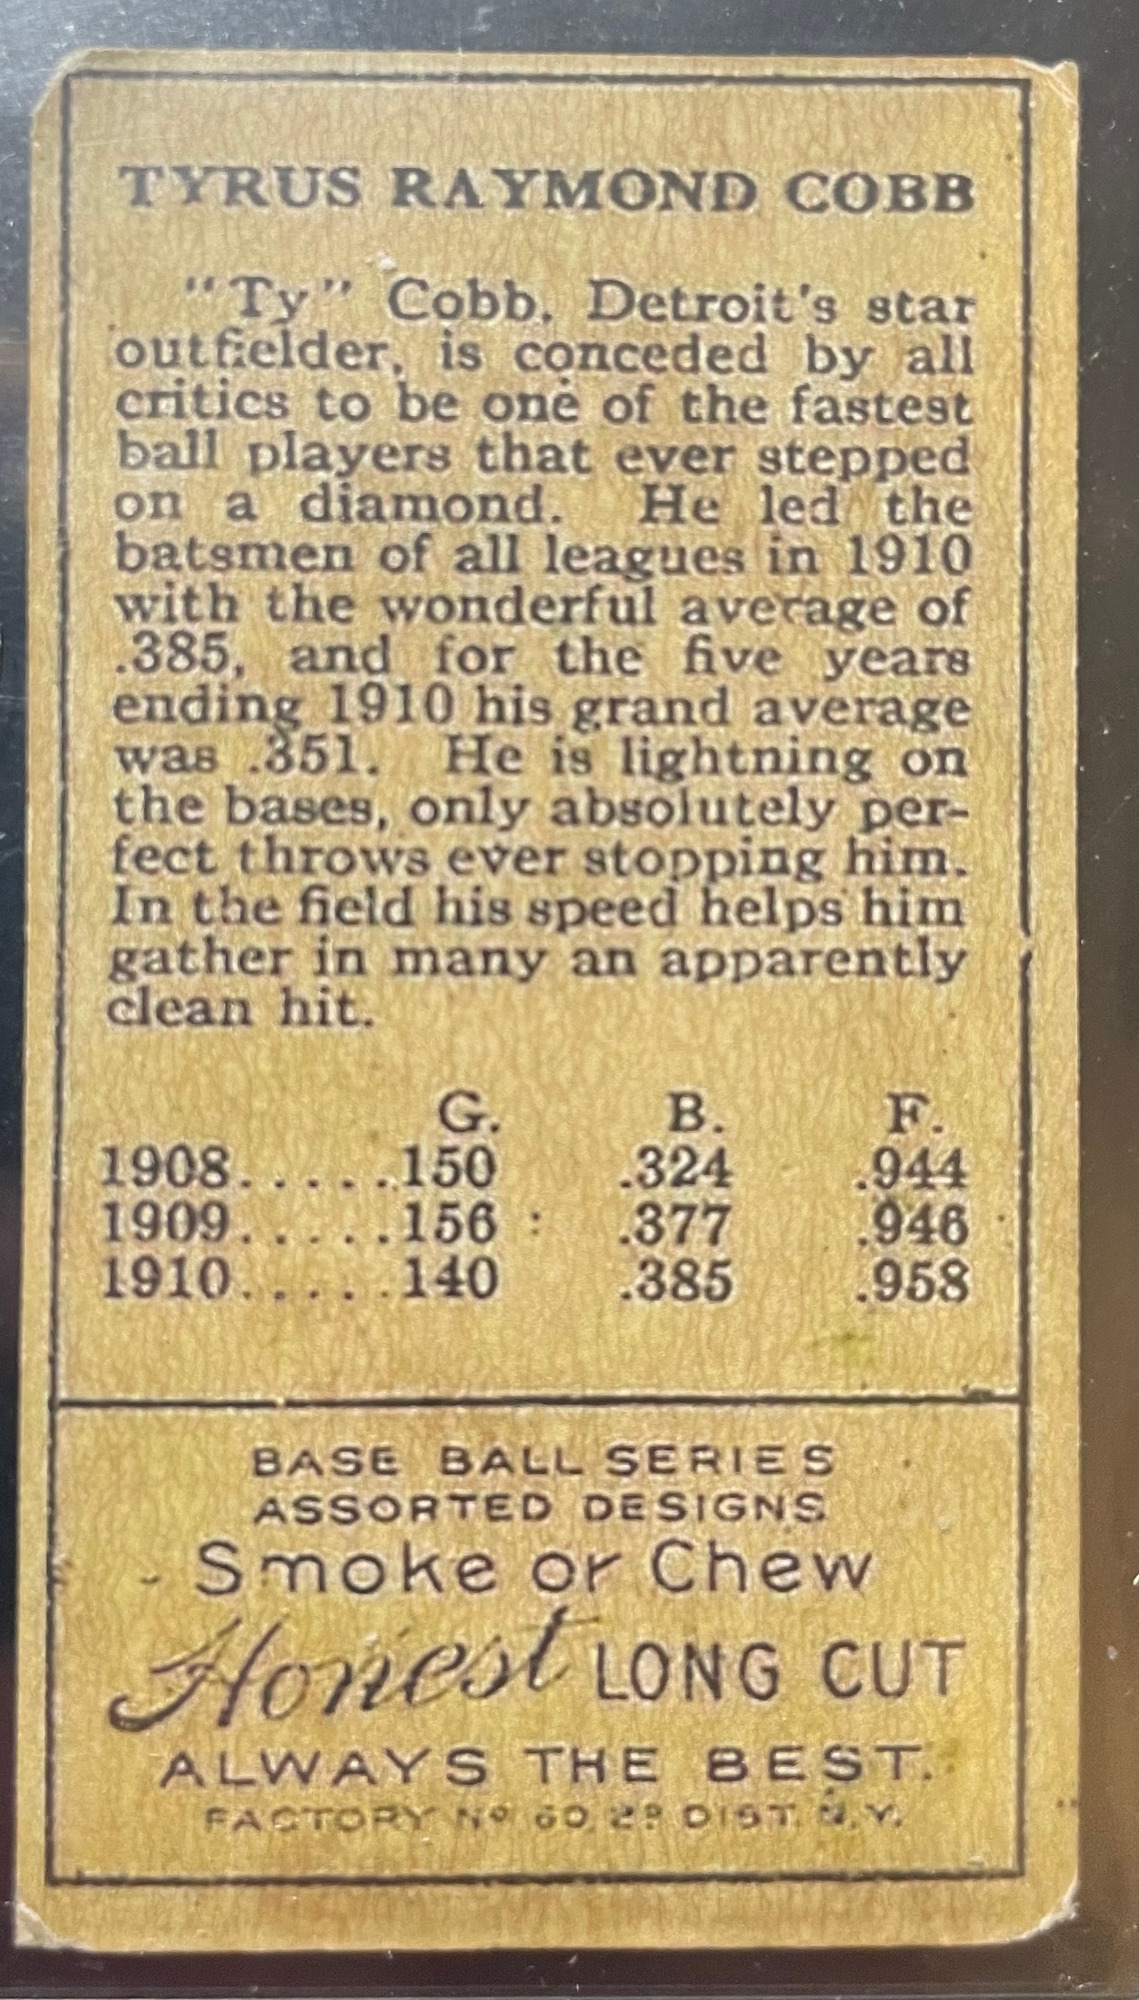 TYRUS RAYMOND COBB
"Ty" Cobb, Detroit's star
outfielder, is conceded by all
critics to be one of the fastest
ball players that ever stepped
on a diamond. He led the
batsmen of all leagues in 1910
with the wonderful average of
.385, and for the five years
ending 1910 his grand average
was .351. He is lightning on
the bases, only absolutely per-
fect throws ever stopping him.
In the field his speed helps him
gather in many an apparently
clean hit.
G. B. F.
1908......150 .324 .944
1909......156 .377 .946
1910......140 .385 .958
BASE BALL SERIES
ASSORTED DESIGNS
Smoke or Chew
Honest LONG CUT
ALWAYS THE BEST.
FACTORY Nº 60, 2ᴰ DIST. N.Y.